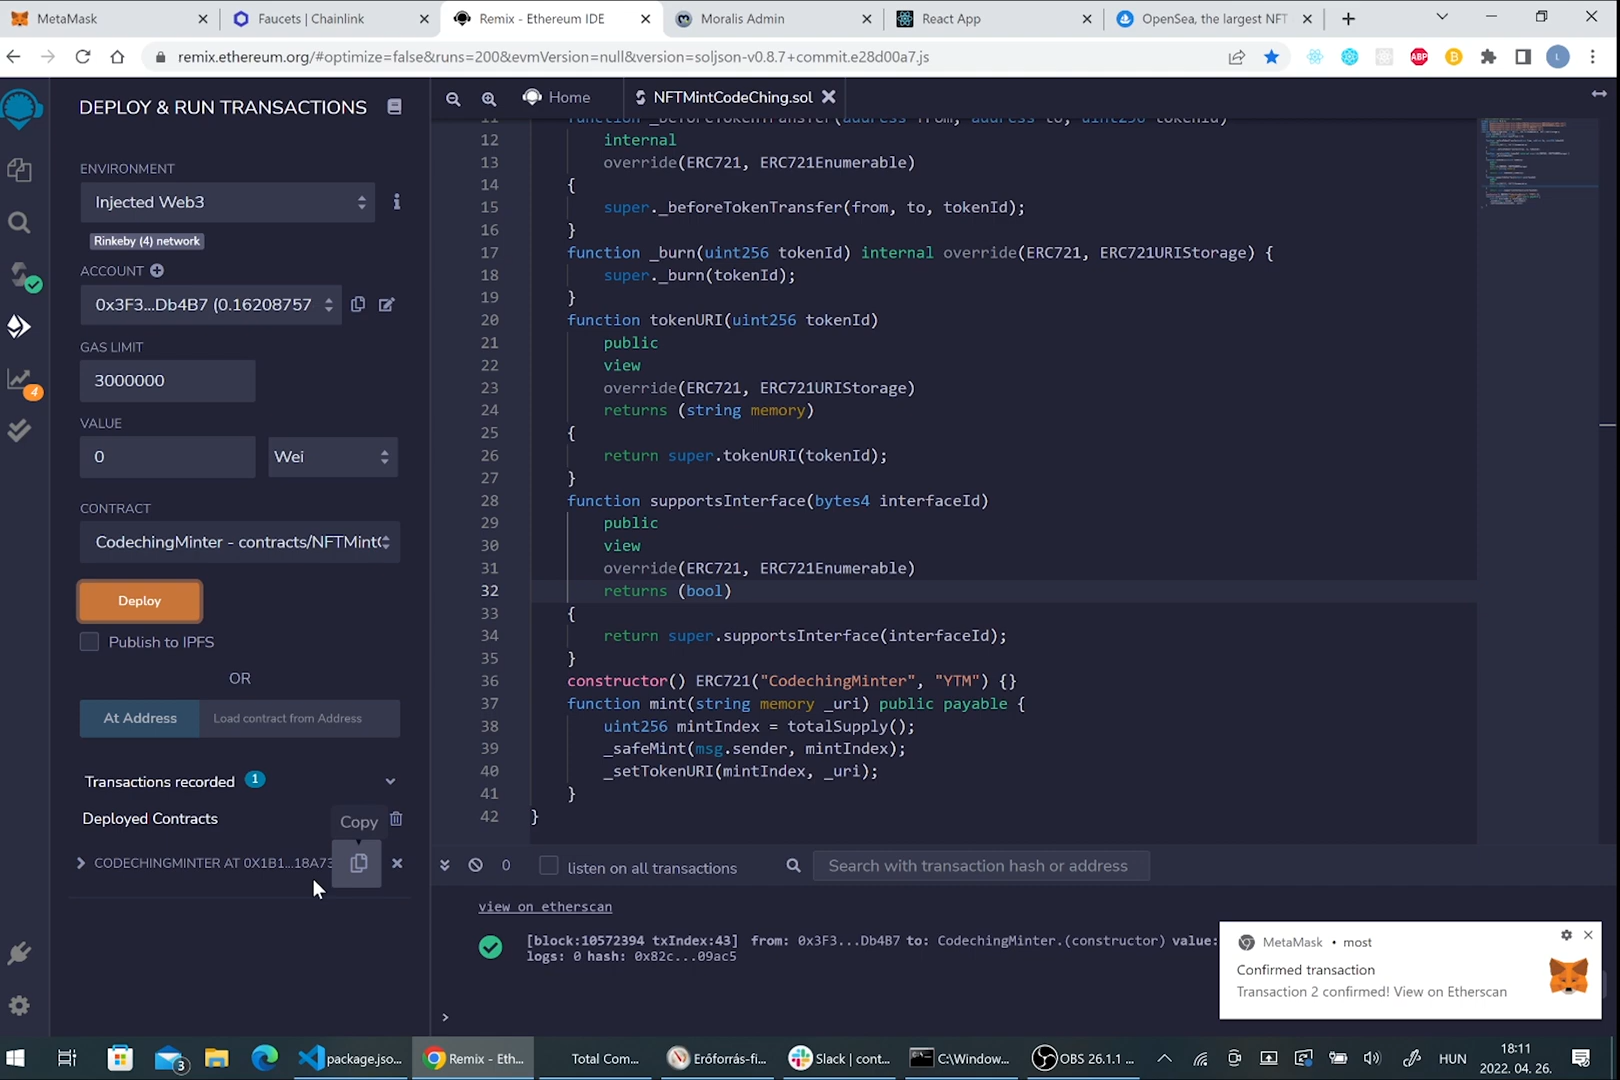 MetaMask
Faucets | Chainlink
Remix - Ethereum IDE
Moralis Admin
React App
OpenSea, the largest NFT
remix.ethereum.org/#optimize=false&runs=200&evmVersion=null&version=soljson-v0.8.7+commit.e28d00a7.js
ABP
L
DEPLOY & RUN TRANSACTIONS
ENVIRONMENT
Injected Web3
Rinkeby (4) network
ACCOUNT
0x3F3...Db4B7 (0.16208757
GAS LIMIT
3000000
VALUE
0
Wei
CONTRACT
CodechingMinter - contracts/NFTMint
Deploy
Publish to IPFS
OR
At Address
Load contract from Address
Transactions recorded 1
Deployed Contracts
Copy
CODECHINGMINTER AT 0X1B1...18A73
4
Home
NFTMintCodeChing.sol
11 function _beforeTokenTransfer(address from, address to, uint256 tokenId)
12 internal
13 override(ERC721, ERC721Enumerable)
14 {
15 super._beforeTokenTransfer(from, to, tokenId);
16 }
17 function _burn(uint256 tokenId) internal override(ERC721, ERC721URIStorage) {
18 super._burn(tokenId);
19 }
20 function tokenURI(uint256 tokenId)
21 public
22 view
23 override(ERC721, ERC721URIStorage)
24 returns (string memory)
25 {
26 return super.tokenURI(tokenId);
27 }
28 function supportsInterface(bytes4 interfaceId)
29 public
30 view
31 override(ERC721, ERC721Enumerable)
32 returns (bool)
33 {
34 return super.supportsInterface(interfaceId);
35 }
36 constructor() ERC721("CodechingMinter", "YTM") {}
37 function mint(string memory _uri) public payable {
38 uint256 mintIndex = totalSupply();
39 _safeMint(msg.sender, mintIndex);
40 _setTokenURI(mintIndex, _uri);
41 }
42 }
0
listen on all transactions
Search with transaction hash or address
view on etherscan
[block:10572394 txIndex:43] from: 0x3F3...Db4B7 to: CodechingMinter.(constructor) value:
logs: 0 hash: 0x82c...09ac5
>
MetaMask • most
Confirmed transaction
Transaction 2 confirmed! View on Etherscan
3
package.jso...
Remix - Eth...
Total Com...
Erőforrás-fi...
Slack | cont...
C:\Window...
OBS 26.1.1 ...
HUN
18:11
2022. 04. 26.